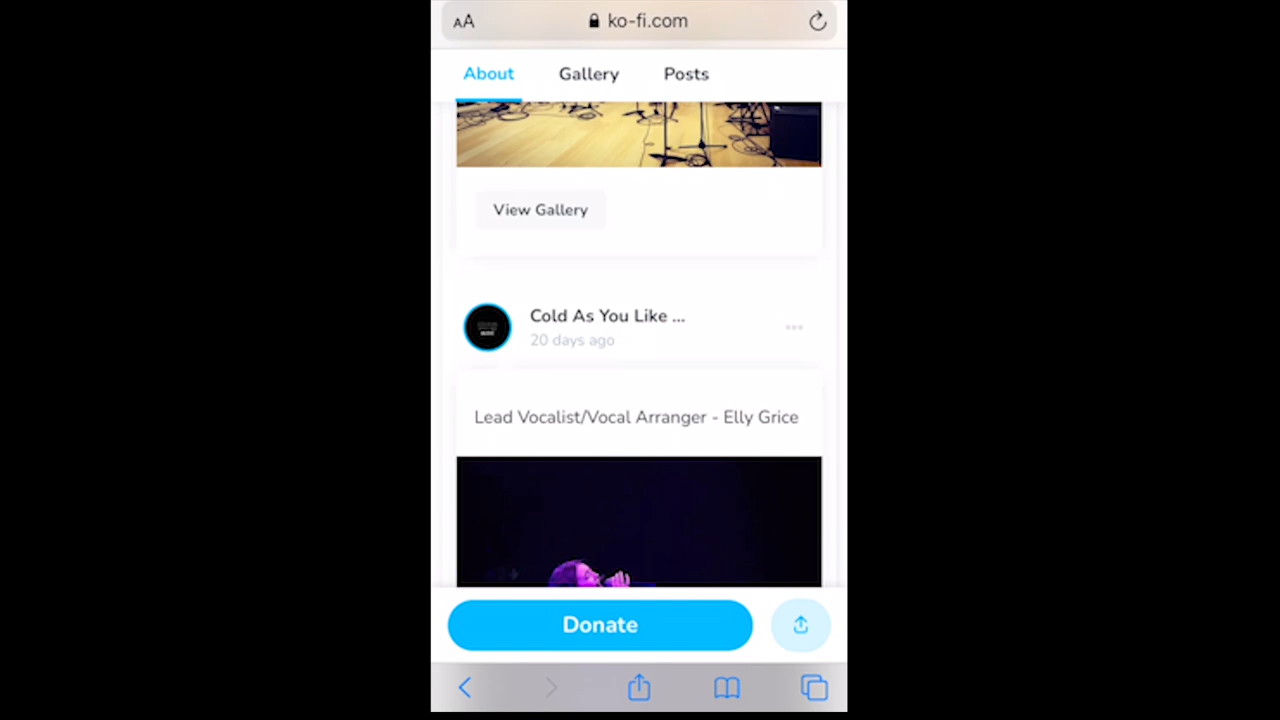 AA
ko-fi.com
About
Gallery
Posts
View Gallery
Cold As You Like ...
20 days ago
Lead Vocalist/Vocal Arranger - Elly Grice
Donate